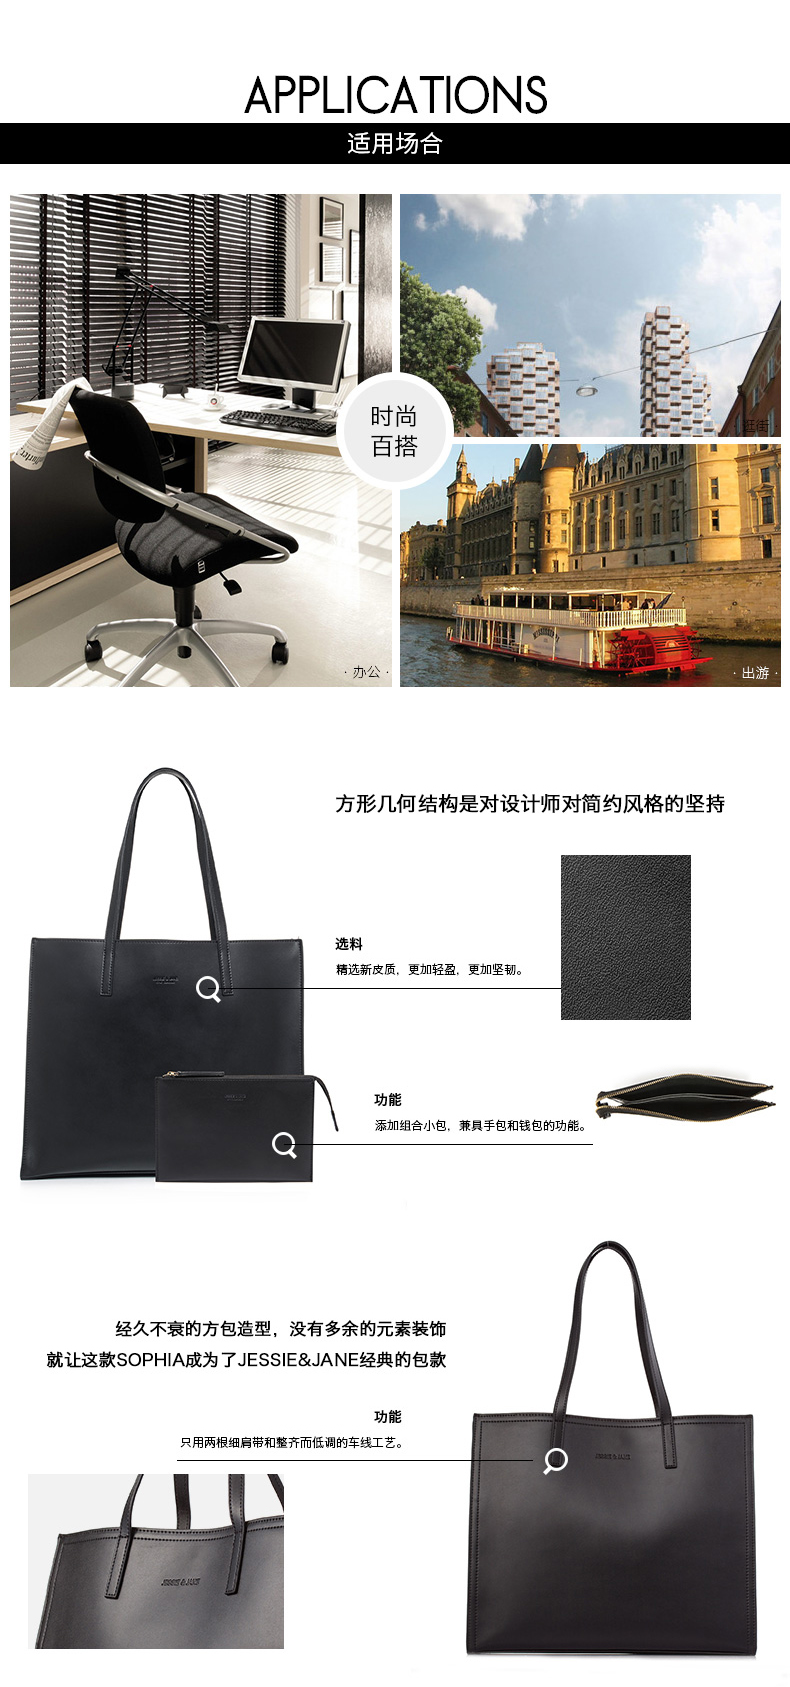 APPLICATIONS
适用场合
时尚
百搭
逛街 ·
· 办公 ·
· 出游 ·
方形几何结构是对设计师对简约风格的坚持
选料
精选新皮质，更加轻盈，更加坚韧。
功能
添加组合小包，兼具手包和钱包的功能。
经久不衰的方包造型，没有多余的元素装饰
就让这款SOPHIA成为了JESSIE&JANE经典的包款
功能
只用两根细肩带和整齐而低调的车线工艺。
JESSIE & JANE
JESSIE & JANE